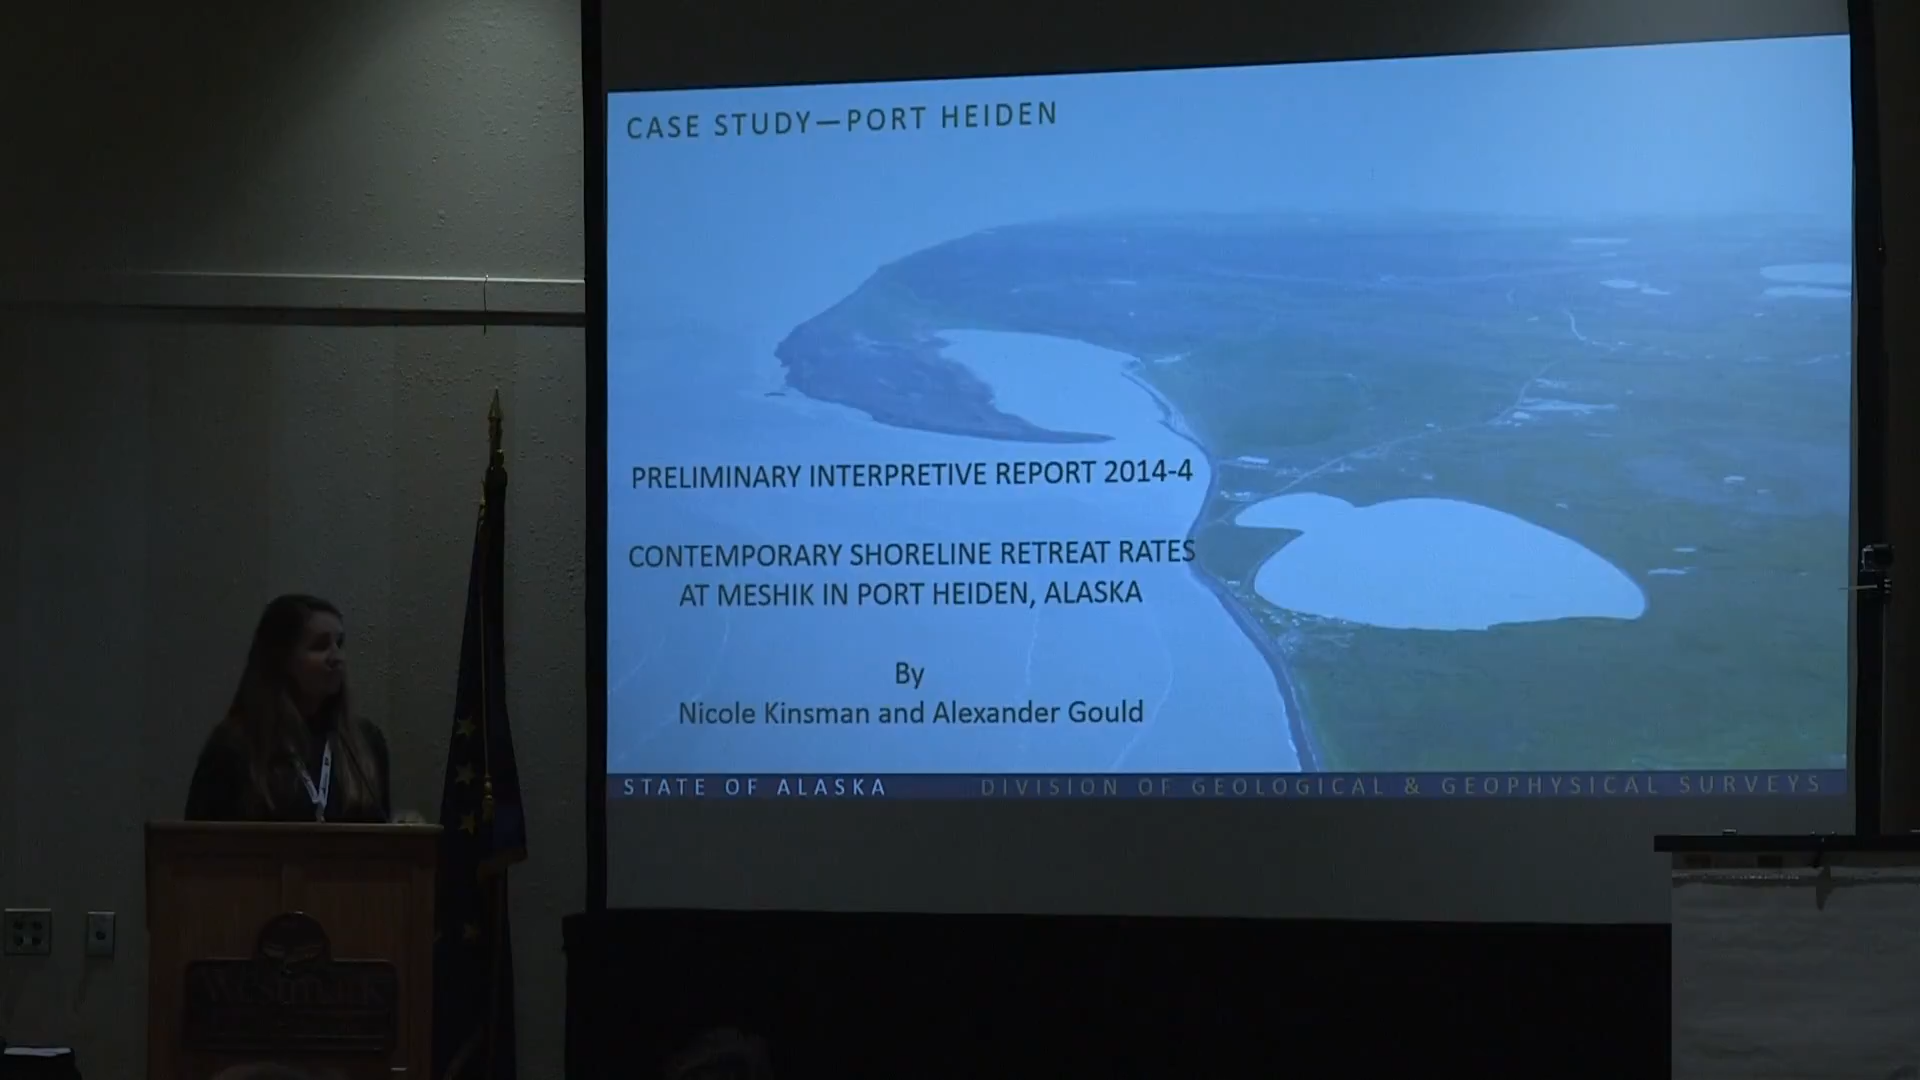 CASE STUDY—PORT HEIDEN
PRELIMINARY INTERPRETIVE REPORT 2014-4
CONTEMPORARY SHORELINE RETREAT RATES
AT MESHIK IN PORT HEIDEN, ALASKA
By
Nicole Kinsman and Alexander Gould
STATE OF ALASKA DIVISION OF GEOLOGICAL & GEOPHYSICAL SURVEYS
Westmark